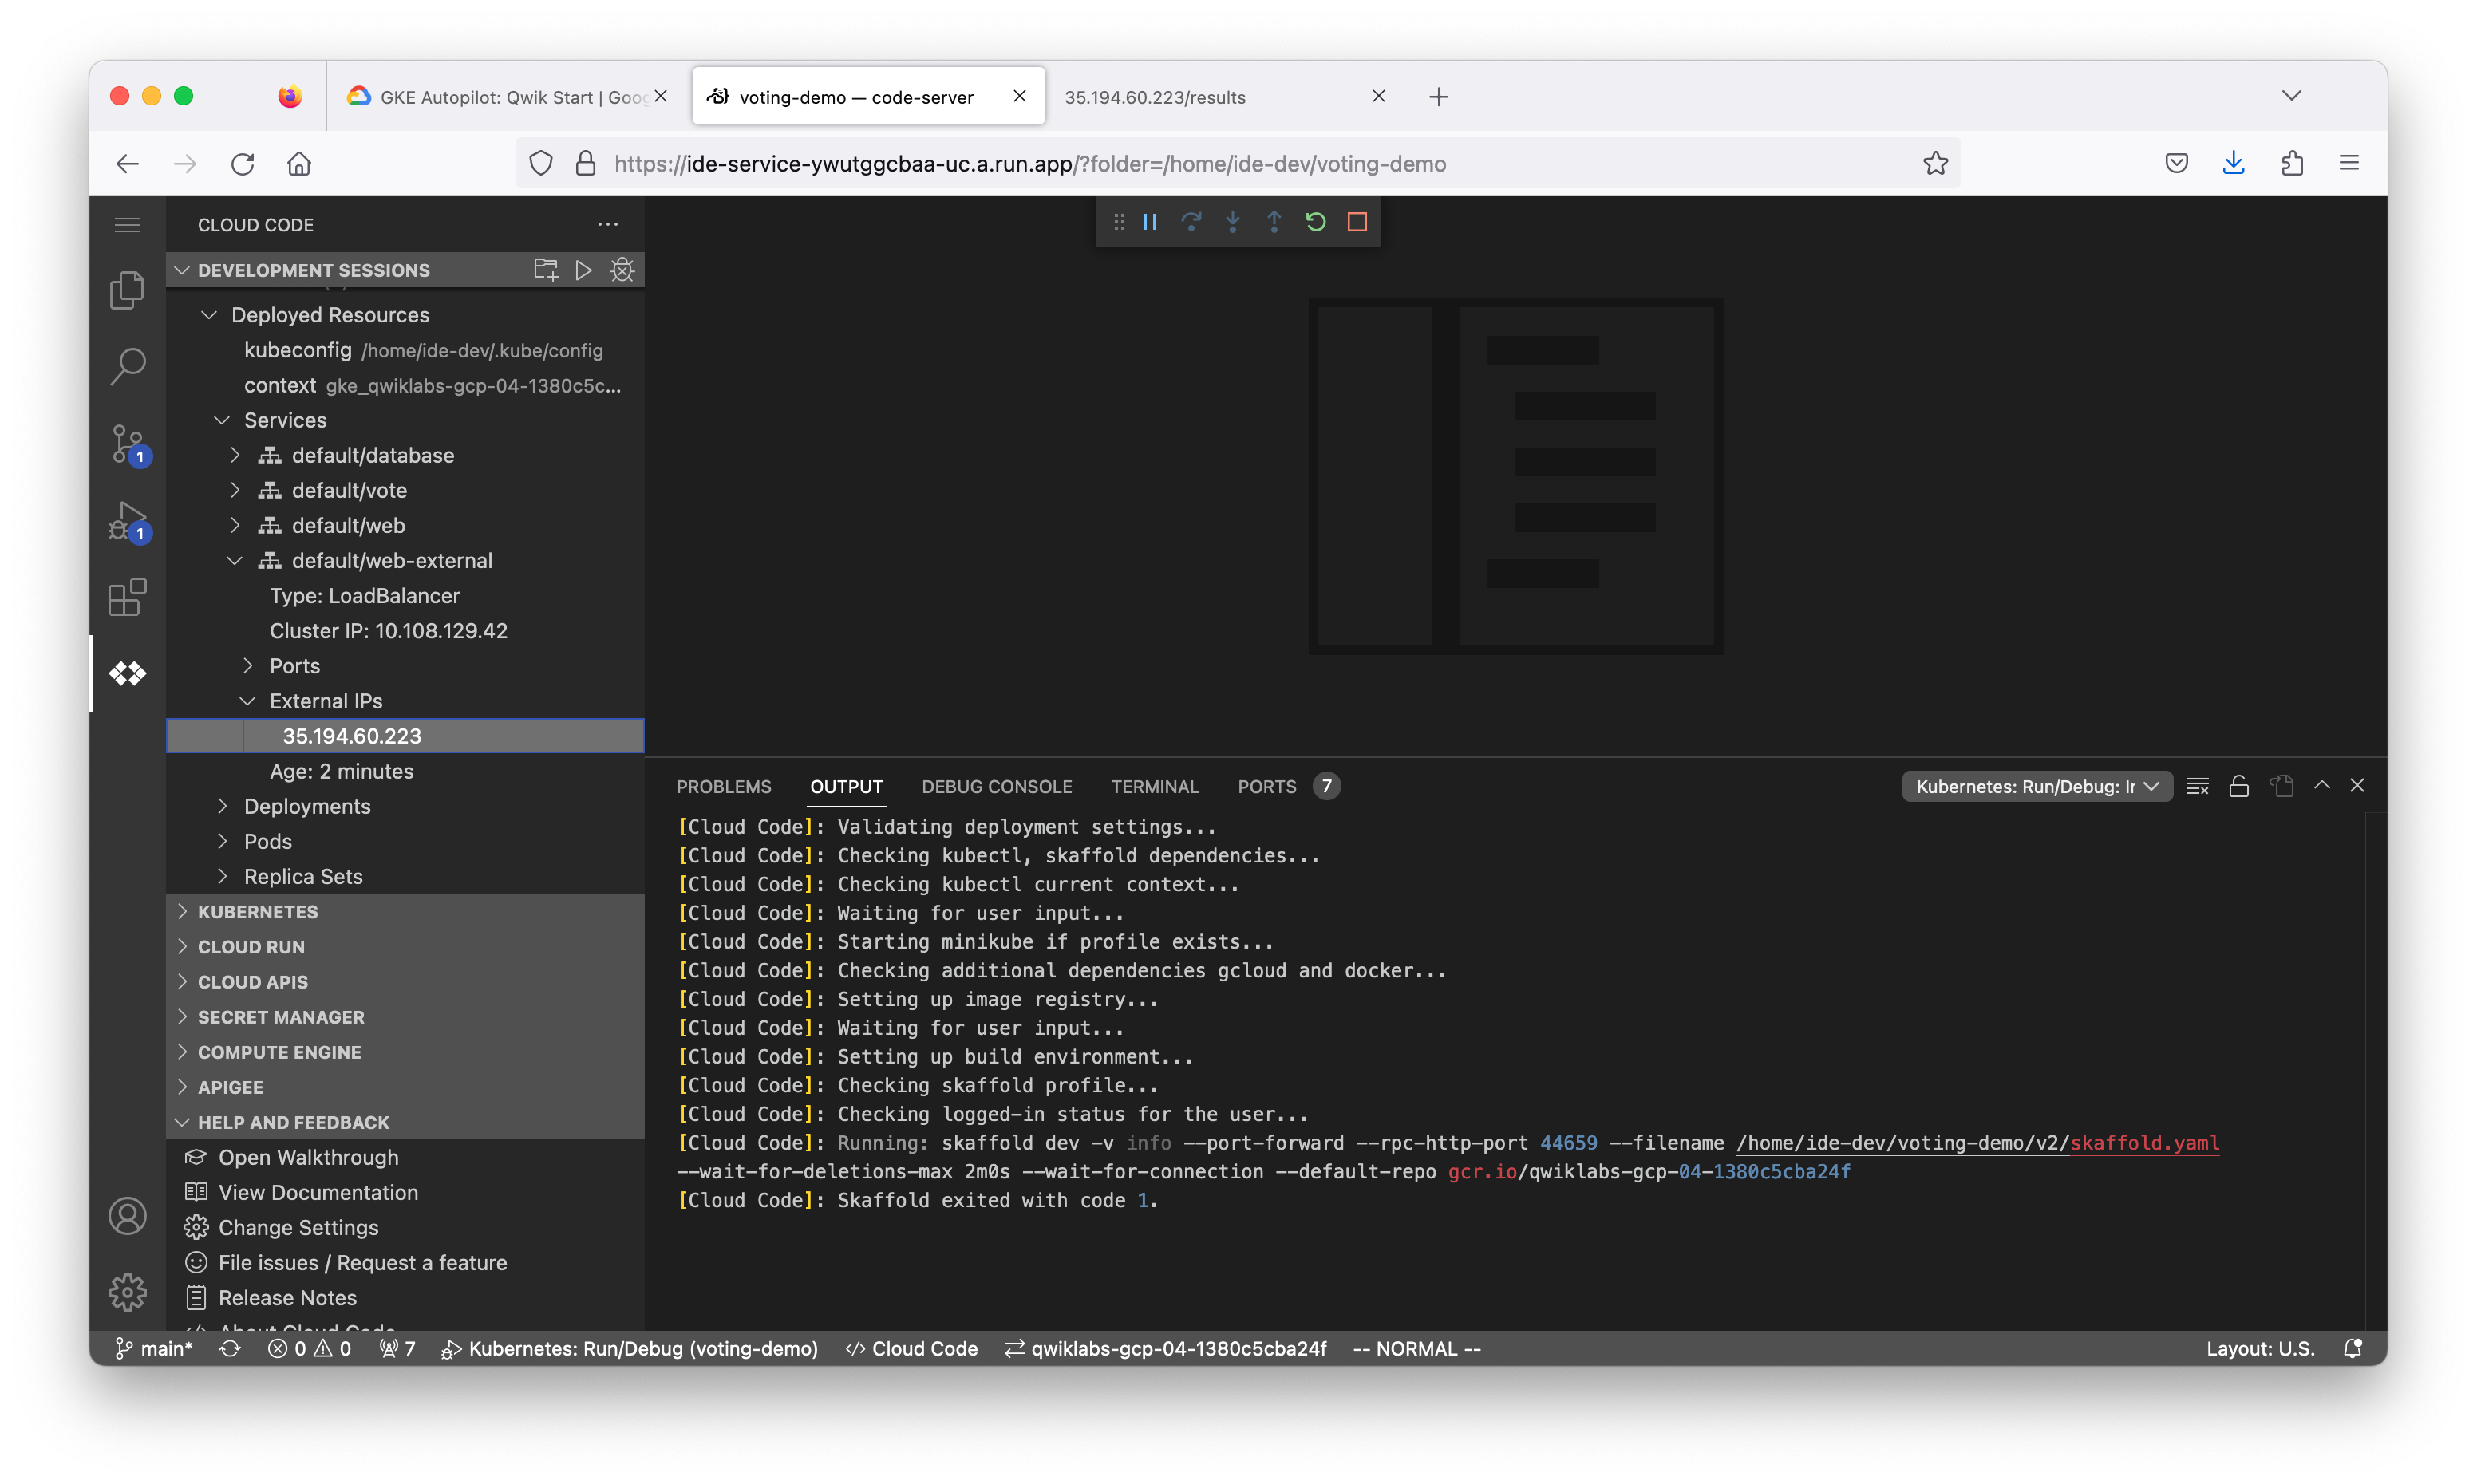 GKE Autopilot: Qwik Start | Goog
voting-demo — code-server
35.194.60.223/results
https://ide-service-ywutggcbaa-uc.a.run.app/?folder=/home/ide-dev/voting-demo
CLOUD CODE
DEVELOPMENT SESSIONS
Deployed Resources
kubeconfig /home/ide-dev/.kube/config
context gke_qwiklabs-gcp-04-1380c5c...
Services
default/database
default/vote
default/web
default/web-external
Type: LoadBalancer
Cluster IP: 10.108.129.42
Ports
External IPs
35.194.60.223
Age: 2 minutes
Deployments
Pods
Replica Sets
KUBERNETES
CLOUD RUN
CLOUD APIS
SECRET MANAGER
COMPUTE ENGINE
APIGEE
HELP AND FEEDBACK
Open Walkthrough
View Documentation
Change Settings
File issues / Request a feature
Release Notes
About Cloud Code
1
1
PROBLEMS OUTPUT DEBUG CONSOLE TERMINAL PORTS 7
Kubernetes: Run/Debug: Ir
[Cloud Code]: Validating deployment settings...
[Cloud Code]: Checking kubectl, skaffold dependencies...
[Cloud Code]: Checking kubectl current context...
[Cloud Code]: Waiting for user input...
[Cloud Code]: Starting minikube if profile exists...
[Cloud Code]: Checking additional dependencies gcloud and docker...
[Cloud Code]: Setting up image registry...
[Cloud Code]: Waiting for user input...
[Cloud Code]: Setting up build environment...
[Cloud Code]: Checking skaffold profile...
[Cloud Code]: Checking logged-in status for the user...
[Cloud Code]: Running: skaffold dev -v info --port-forward --rpc-http-port 44659 --filename /home/ide-dev/voting-demo/v2/skaffold.yaml
--wait-for-deletions-max 2m0s --wait-for-connection --default-repo gcr.io/qwiklabs-gcp-04-1380c5cba24f
[Cloud Code]: Skaffold exited with code 1.
main* 0 0 7 Kubernetes: Run/Debug (voting-demo) Cloud Code qwiklabs-gcp-04-1380c5cba24f -- NORMAL -- Layout: U.S.